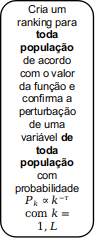 Cria um
ranking para
toda
população
de acordo
com o valor
da função e
confirma a
perturbação
de uma
variável de
toda
população
com
probabilidade
P_k ∝ k^{-τ}
com k =
1, L